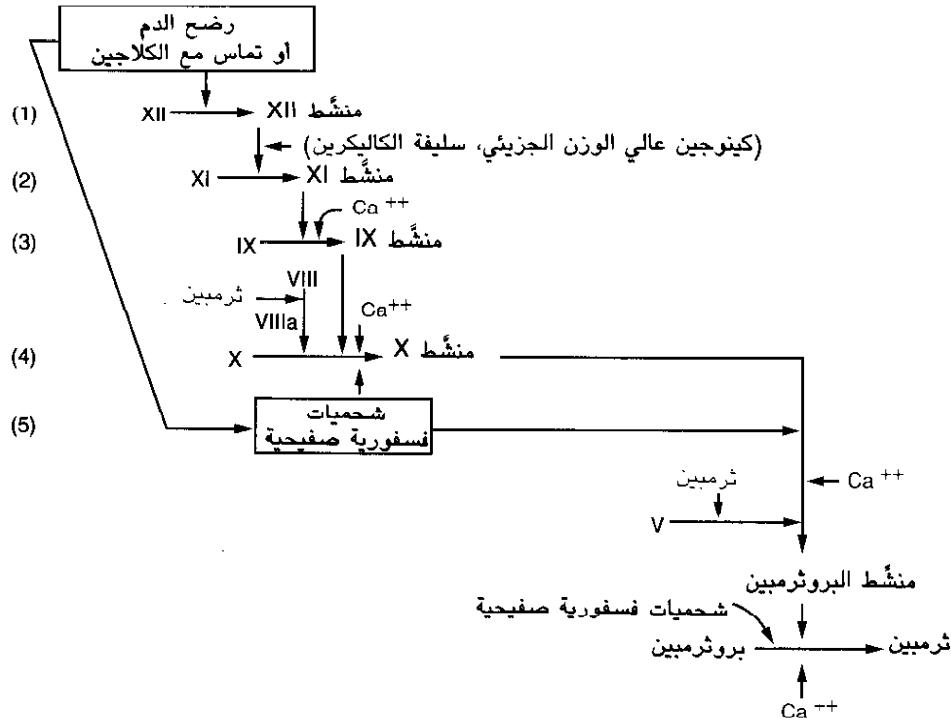 رضح الدم
أو تماس مع الكلاجين
(1) XII منشَّط XII
(كينوجين عالي الوزن الجزيئي، سليفة الكاليكرين)
(2) XI منشَّط XI
Ca ++
(3) IX منشَّط IX
VIII
ثرمبين
Ca++
VIIIa
(4) X منشَّط X
(5) شحميات
فسفورية صفيحية
ثرمبين
Ca ++
V
منشَّط البروثرمبين
شحميات فسفورية صفيحية
بروثرمبين ثرمبين
Ca ++